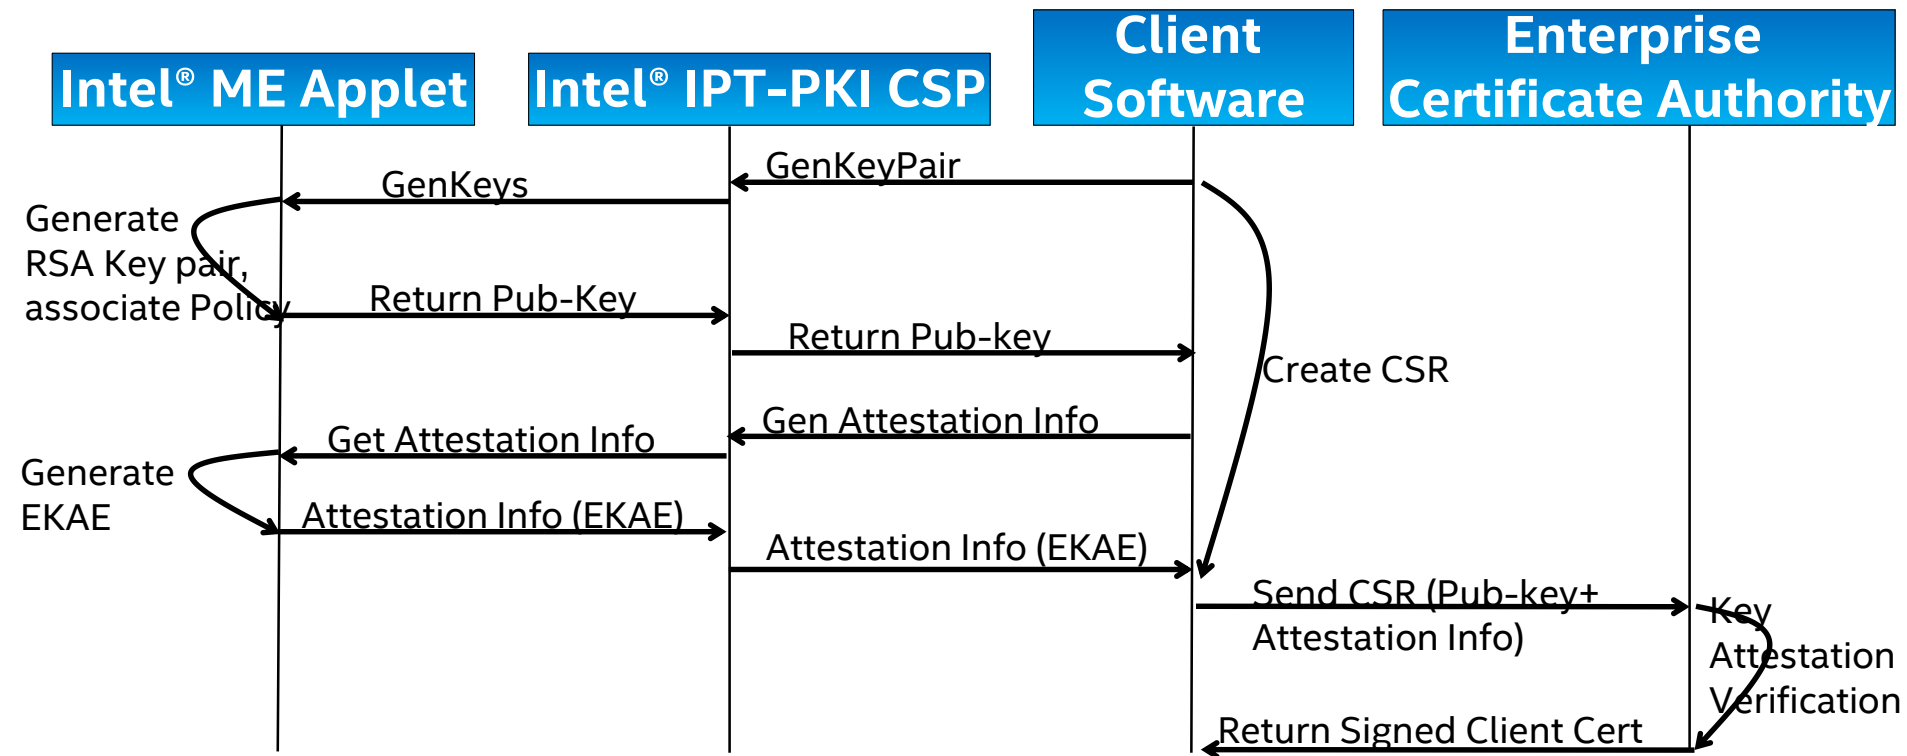 Intel® ME Applet
Intel® IPT-PKI CSP
Client
Software
Enterprise
Certificate Authority
GenKeyPair
GenKeys
Generate
RSA Key pair,
associate Policy
Return Pub-Key
Return Pub-key
Create CSR
Gen Attestation Info
Get Attestation Info
Generate
EKAE
Attestation Info (EKAE)
Attestation Info (EKAE)
Send CSR (Pub-key+
Attestation Info)
Key
Attestation
Verification
Return Signed Client Cert